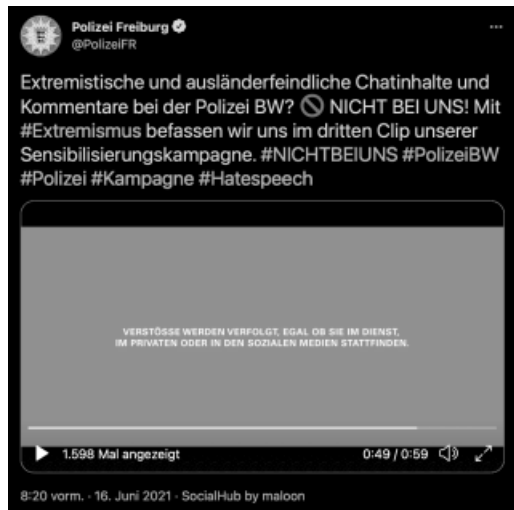 Polizei Freiburg
@PolizeiFR
Extremistische und ausländerfeindliche Chatinhalte und
Kommentare bei der Polizei BW? 🚫 NICHT BEI UNS! Mit
#Extremismus befassen wir uns im dritten Clip unserer
Sensibilisierungskampagne. #NICHTBEIUNS #PolizeiBW
#Polizei #Kampagne #Hatespeech
VERSTÖSSE WERDEN VERFOLGT, EGAL OB SIE IM DIENST,
IM PRIVATEN ODER IN DEN SOZIALEN MEDIEN STATTFINDEN.
1.598 Mal angezeigt 0:49 / 0:59
8:20 vorm. · 16. Juni 2021 · SocialHub by maloon